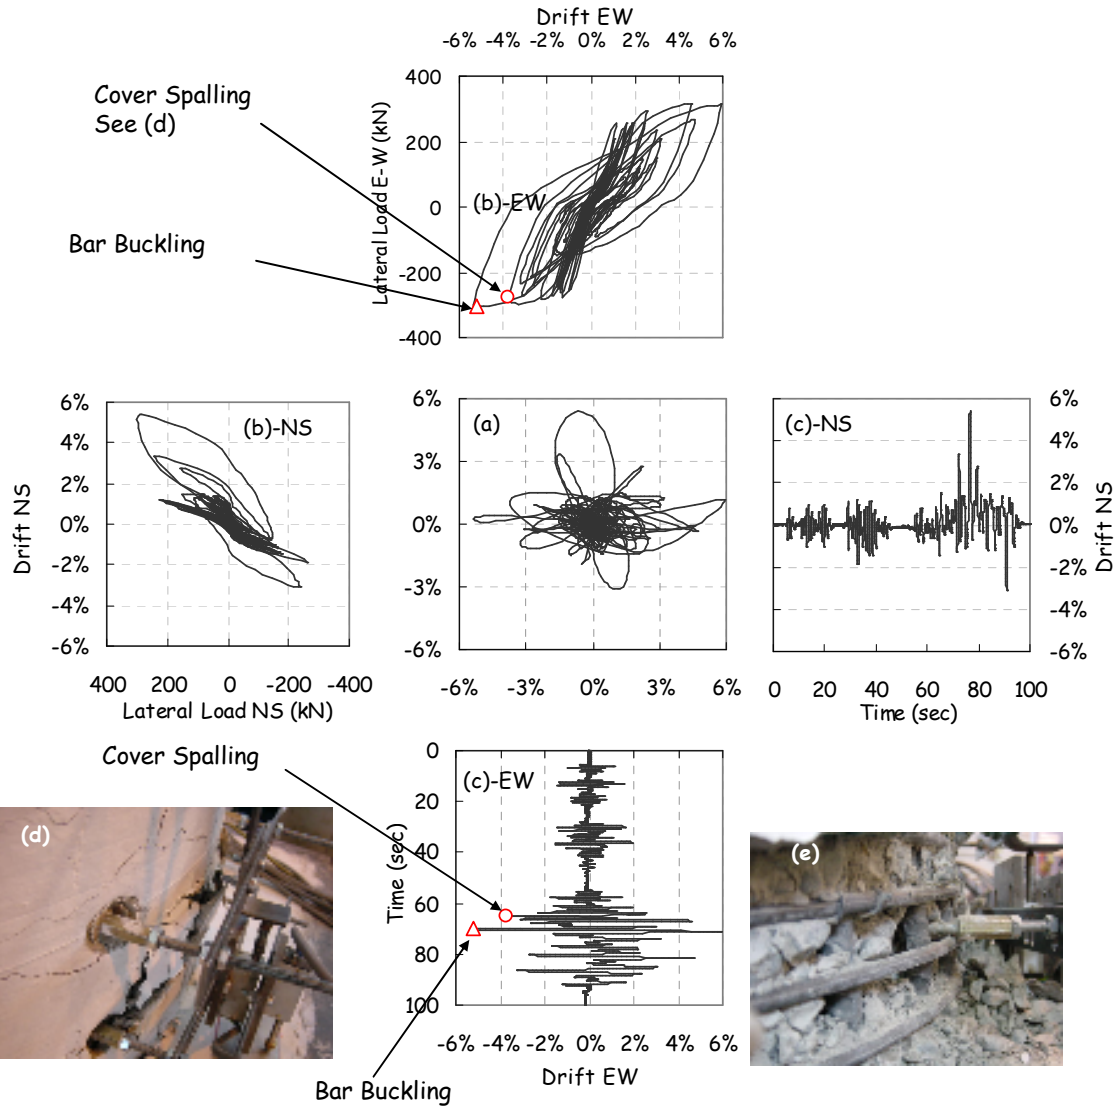 Drift EW
-6% -4% -2% 0% 2% 4% 6%
Cover Spalling
See (d)
Bar Buckling
Lateral Load E-W (kN)
400
200
0
-200
-400
(b)-EW
Drift NS
6%
4%
2%
0%
-2%
-4%
-6%
(b)-NS
400 200 0 -200 -400
Lateral Load NS (kN)
6%
3%
0%
-3%
-6%
(a)
-6% -3% 0% 3% 6%
(c)-NS
6%
4%
2%
0%
-2%
-4%
-6%
Drift NS
0 20 40 60 80 100
Time (sec)
Cover Spalling
(d)
Time (sec)
0
20
40
60
80
100
(c)-EW
-6% -4% -2% 0% 2% 4% 6%
Drift EW
Bar Buckling
(e)